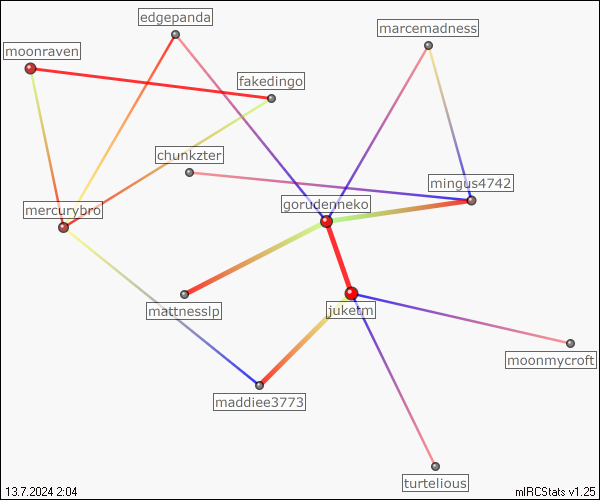 edgepanda
marcemadness
moonraven
fakedingo
chunkzter
mingus4742
gorudenneko
mercurybro
mattnesslp
juketm
moonmycroft
maddiee3773
turtelious
13.7.2024 2:04
mIRCStats v1.25